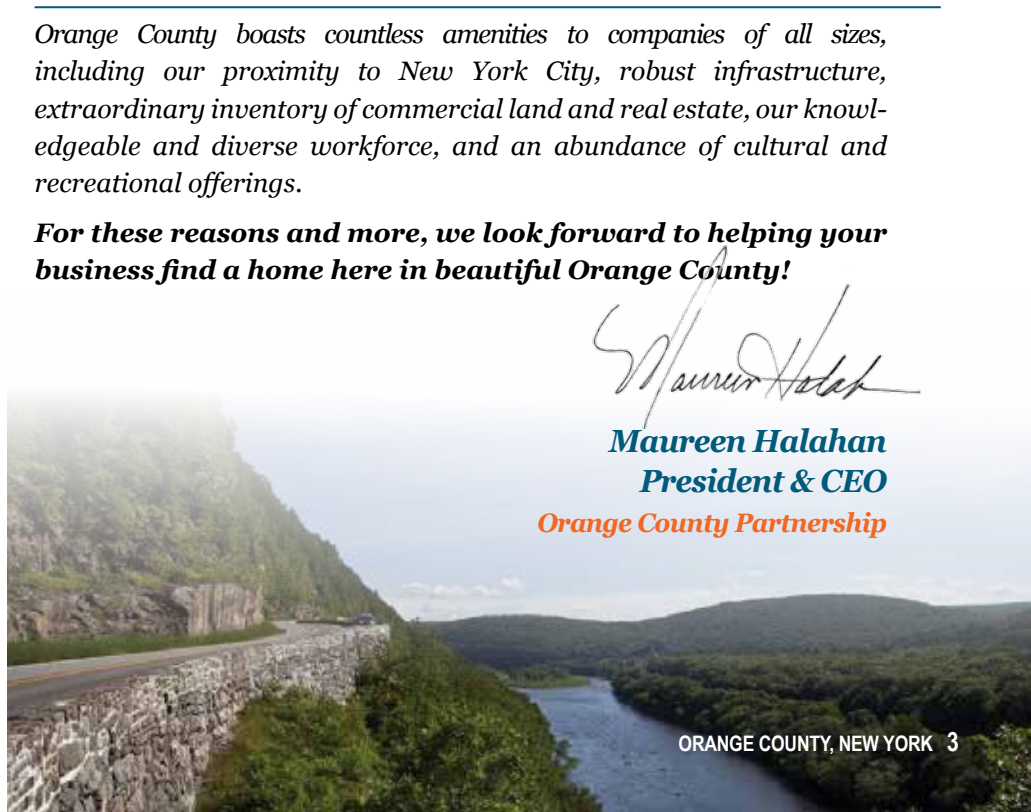 Orange County boasts countless amenities to companies of all sizes,
including our proximity to New York City, robust infrastructure,
extraordinary inventory of commercial land and real estate, our knowl-
edgeable and diverse workforce, and an abundance of cultural and
recreational offerings.
For these reasons and more, we look forward to helping your
business find a home here in beautiful Orange County!
Maureen Halah
Maureen Halahan
President & CEO
Orange County Partnership
ORANGE COUNTY, NEW YORK 3